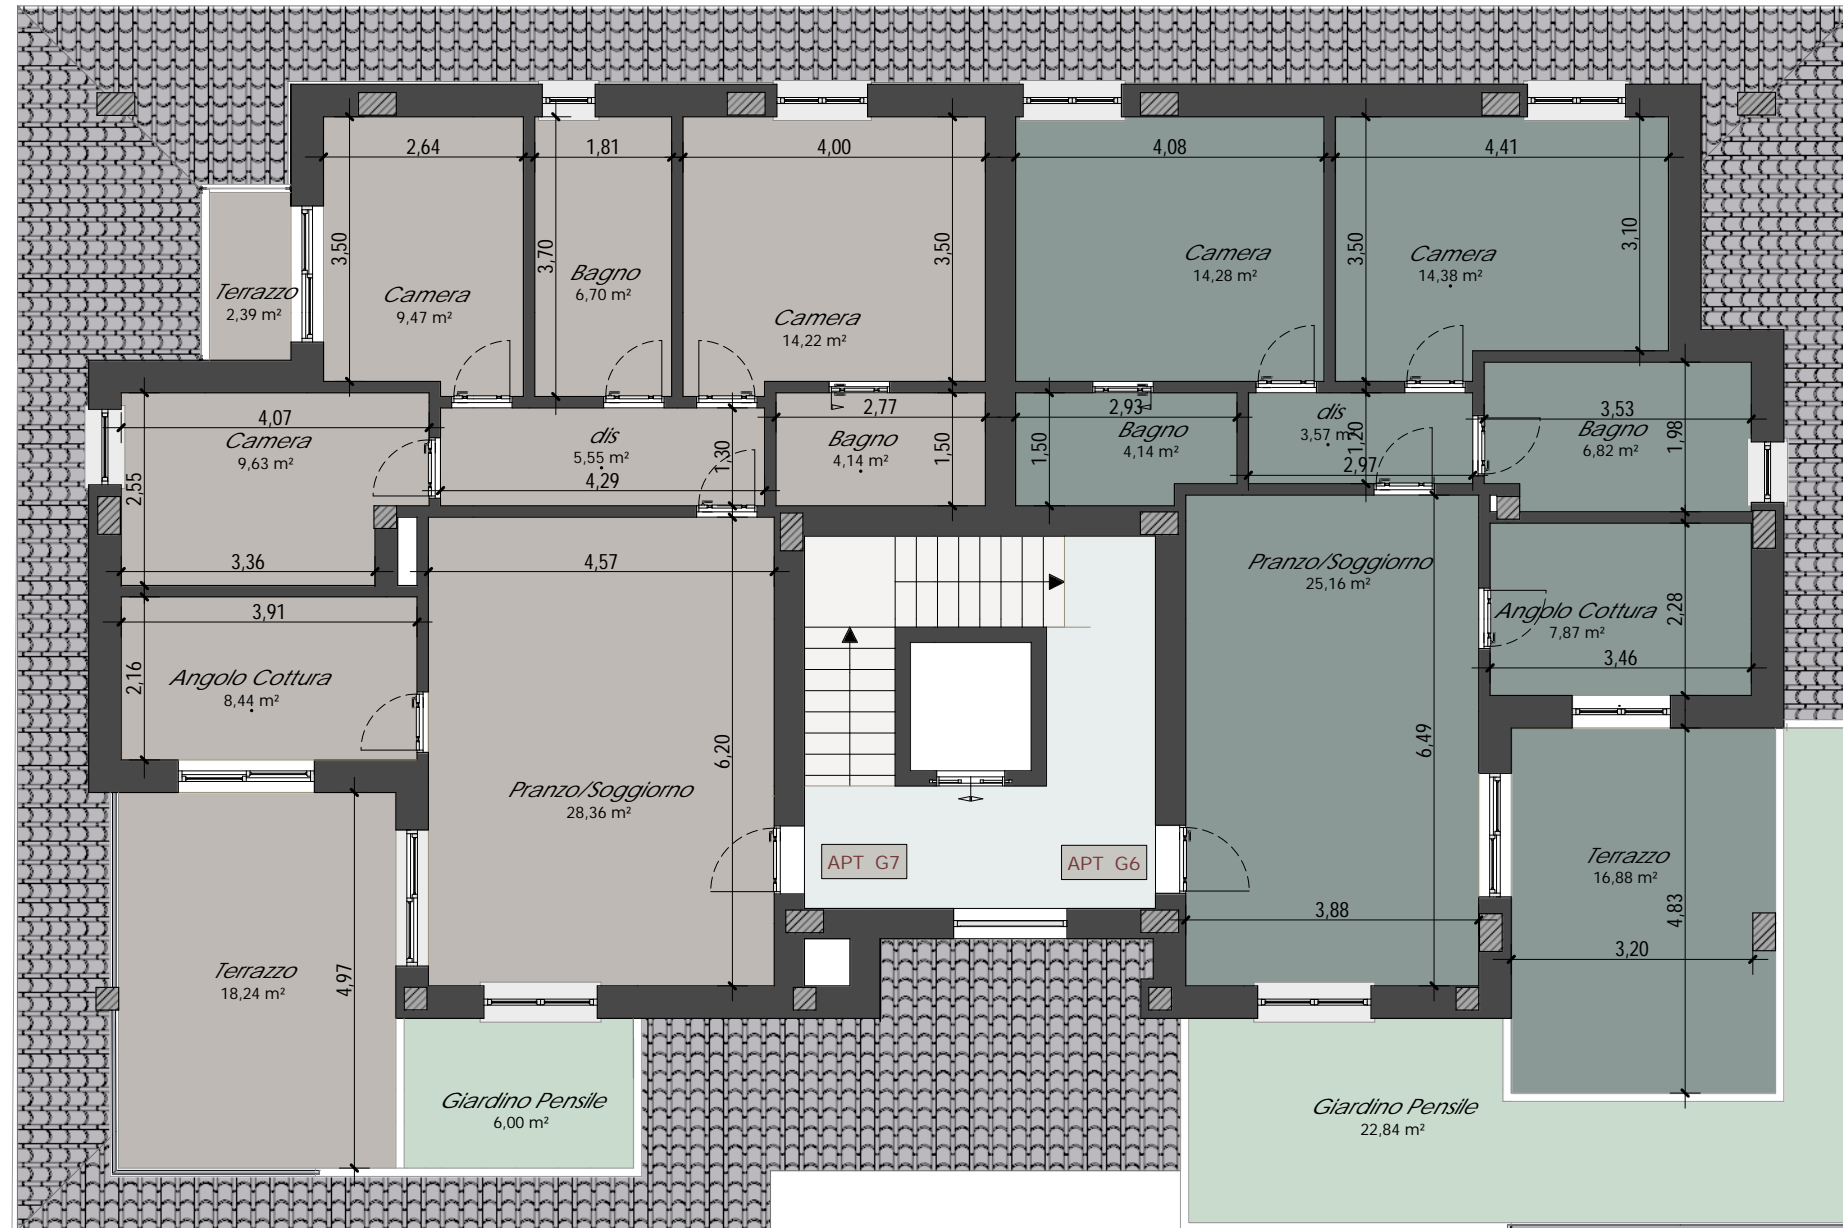 2,64
1,81
4,00
4,08
4,41
3,50
3,70
3,50
3,50
3,10
Terrazzo
2,39 m²
Camera
9,47 m²
Bagno
6,70 m²
Camera
14,22 m²
Camera
14,28 m²
Camera
14,38 m²
4,07
Camera
9,63 m²
2,55
3,36
dis
5,55 m²
1,30
4,29
2,77
Bagno
4,14 m²
1,50
2,93
Bagno
4,14 m²
1,50
dis
3,57 m²
1,20
2,97
3,53
Bagno
6,82 m²
1,98
3,91
2,16
Angolo Cottura
8,44 m²
4,57
6,20
Pranzo/Soggiorno
28,36 m²
Pranzo/Soggiorno
25,16 m²
6,49
Angolo Cottura
7,87 m²
2,28
3,46
APT G7
APT G6
3,88
Terrazzo
16,88 m²
4,83
3,20
Terrazzo
18,24 m²
4,97
Giardino Pensile
6,00 m²
Giardino Pensile
22,84 m²